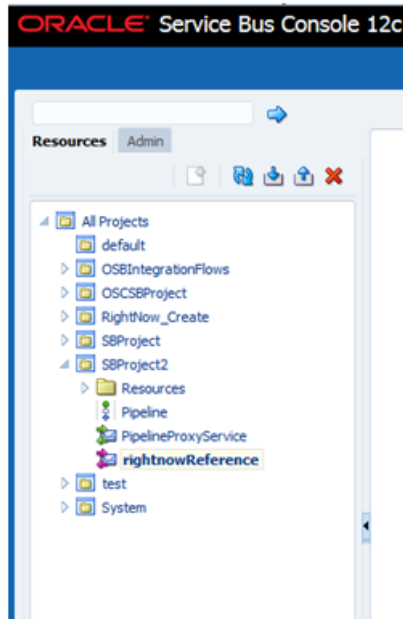 ORACLE® Service Bus Console 12c
Resources Admin
All Projects
default
OSBIntegrationFlows
OSCSBProject
RightNow_Create
SBProject
SBProject2
Resources
Pipeline
PipelineProxyService
rightnowReference
test
System